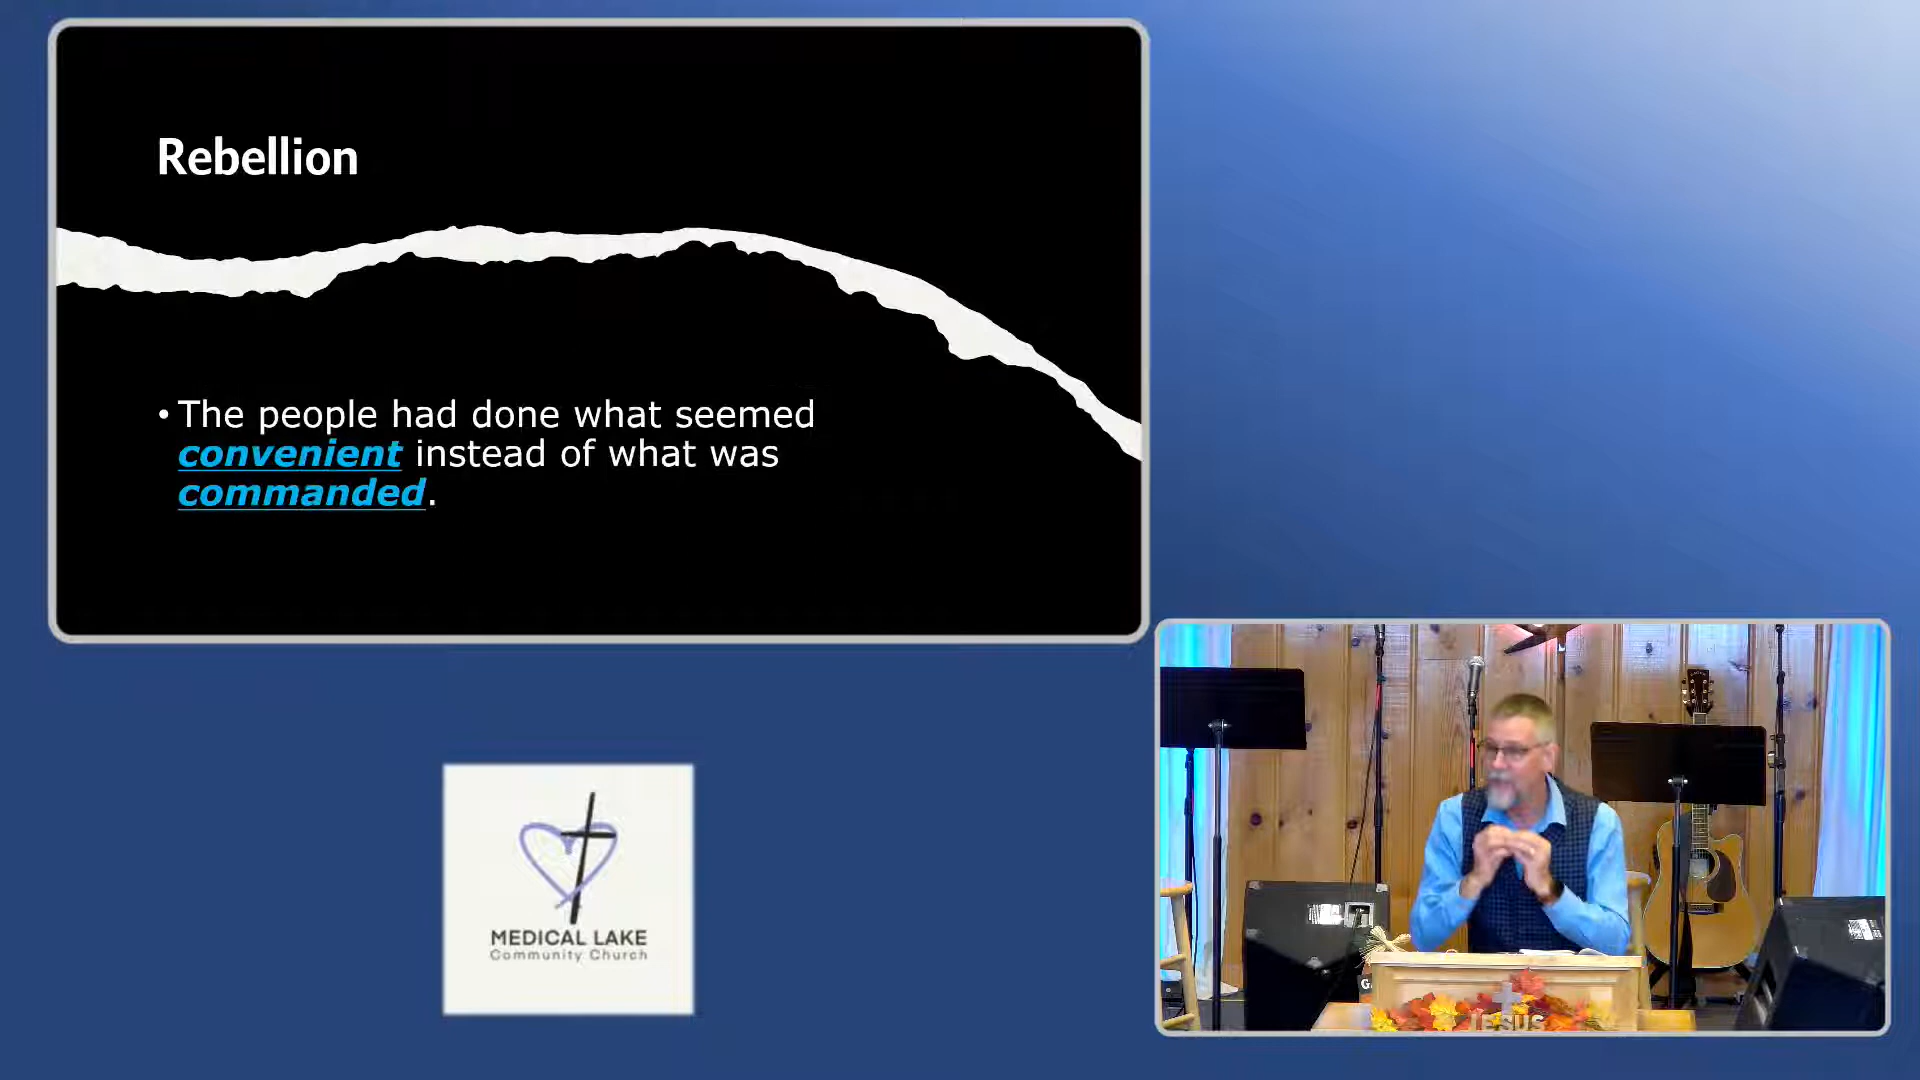 Rebellion
• The people had done what seemed
convenient instead of what was
commanded.
MEDICAL LAKE
Community Church
JESUS